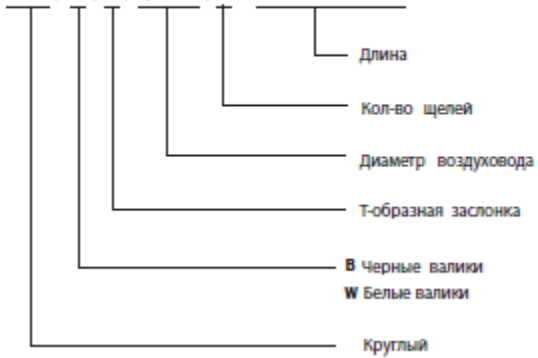 Длина
Кол-во щелей
Диаметр воздуховода
Т-образная заслонка
B Черные валики
W Белые валики
Круглый